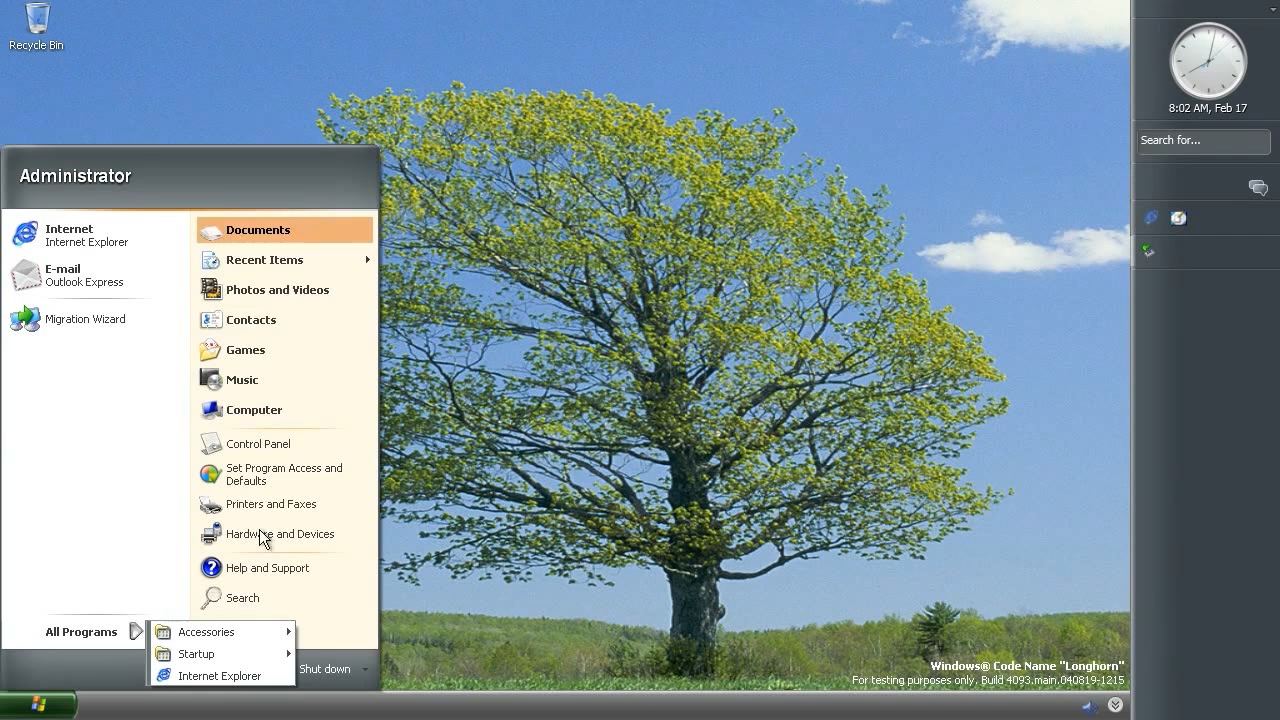 Recycle Bin
8:02 AM, Feb 17
Search for...
Administrator
Internet
Internet Explorer
E-mail
Outlook Express
Migration Wizard
Documents
Recent Items
Photos and Videos
Contacts
Games
Music
Computer
Control Panel
Set Program Access and
Defaults
Printers and Faxes
Hardware and Devices
Help and Support
Search
All Programs
Accessories
Startup
Internet Explorer
Shut down
Windows® Code Name "Longhorn"
For testing purposes only. Build 4093.main.040819-1215